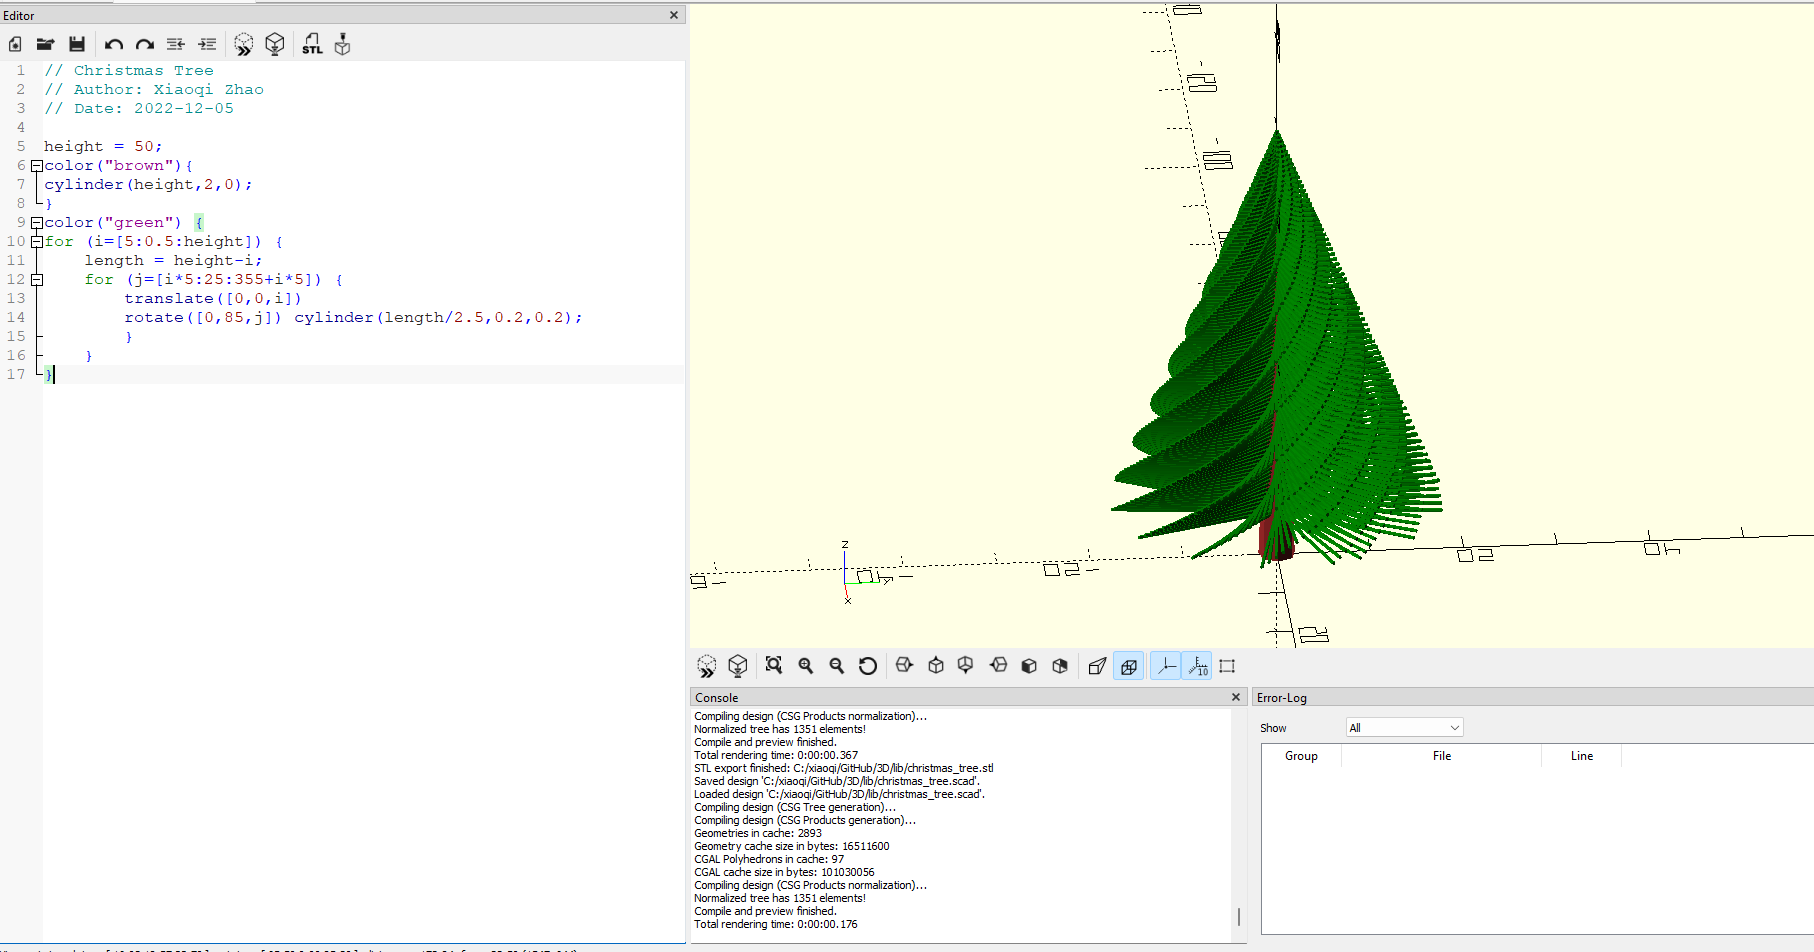 Editor
STL
1 // Christmas Tree
2 // Author: Xiaoqi Zhao
3 // Date: 2022-12-05
4
5 height = 50;
6 color("brown"){
7 cylinder(height,2,0);
8 }
9 color("green") {
10 for (i=[5:0.5:height]) {
11 length = height-i;
12 for (j=[i*5:25:355+i*5]) {
13 translate([0,0,i])
14 rotate([0,85,j]) cylinder(length/2.5,0.2,0.2);
15 }
16 }
17 }
z
y
x
10
Console
Compiling design (CSG Products normalization)...
Normalized tree has 1351 elements!
Compile and preview finished.
Total rendering time: 0:00:00.367
STL export finished: C:/xiaoqi/GitHub/3D/lib/christmas_tree.stl
Saved design 'C:/xiaoqi/GitHub/3D/lib/christmas_tree.scad'.
Loaded design 'C:/xiaoqi/GitHub/3D/lib/christmas_tree.scad'.
Compiling design (CSG Tree generation)...
Compiling design (CSG Products generation)...
Geometries in cache: 2893
Geometry cache size in bytes: 16511600
CGAL Polyhedrons in cache: 97
CGAL cache size in bytes: 101030056
Compiling design (CSG Products normalization)...
Normalized tree has 1351 elements!
Compile and preview finished.
Total rendering time: 0:00:00.176
Error-Log
Show All
Group File Line